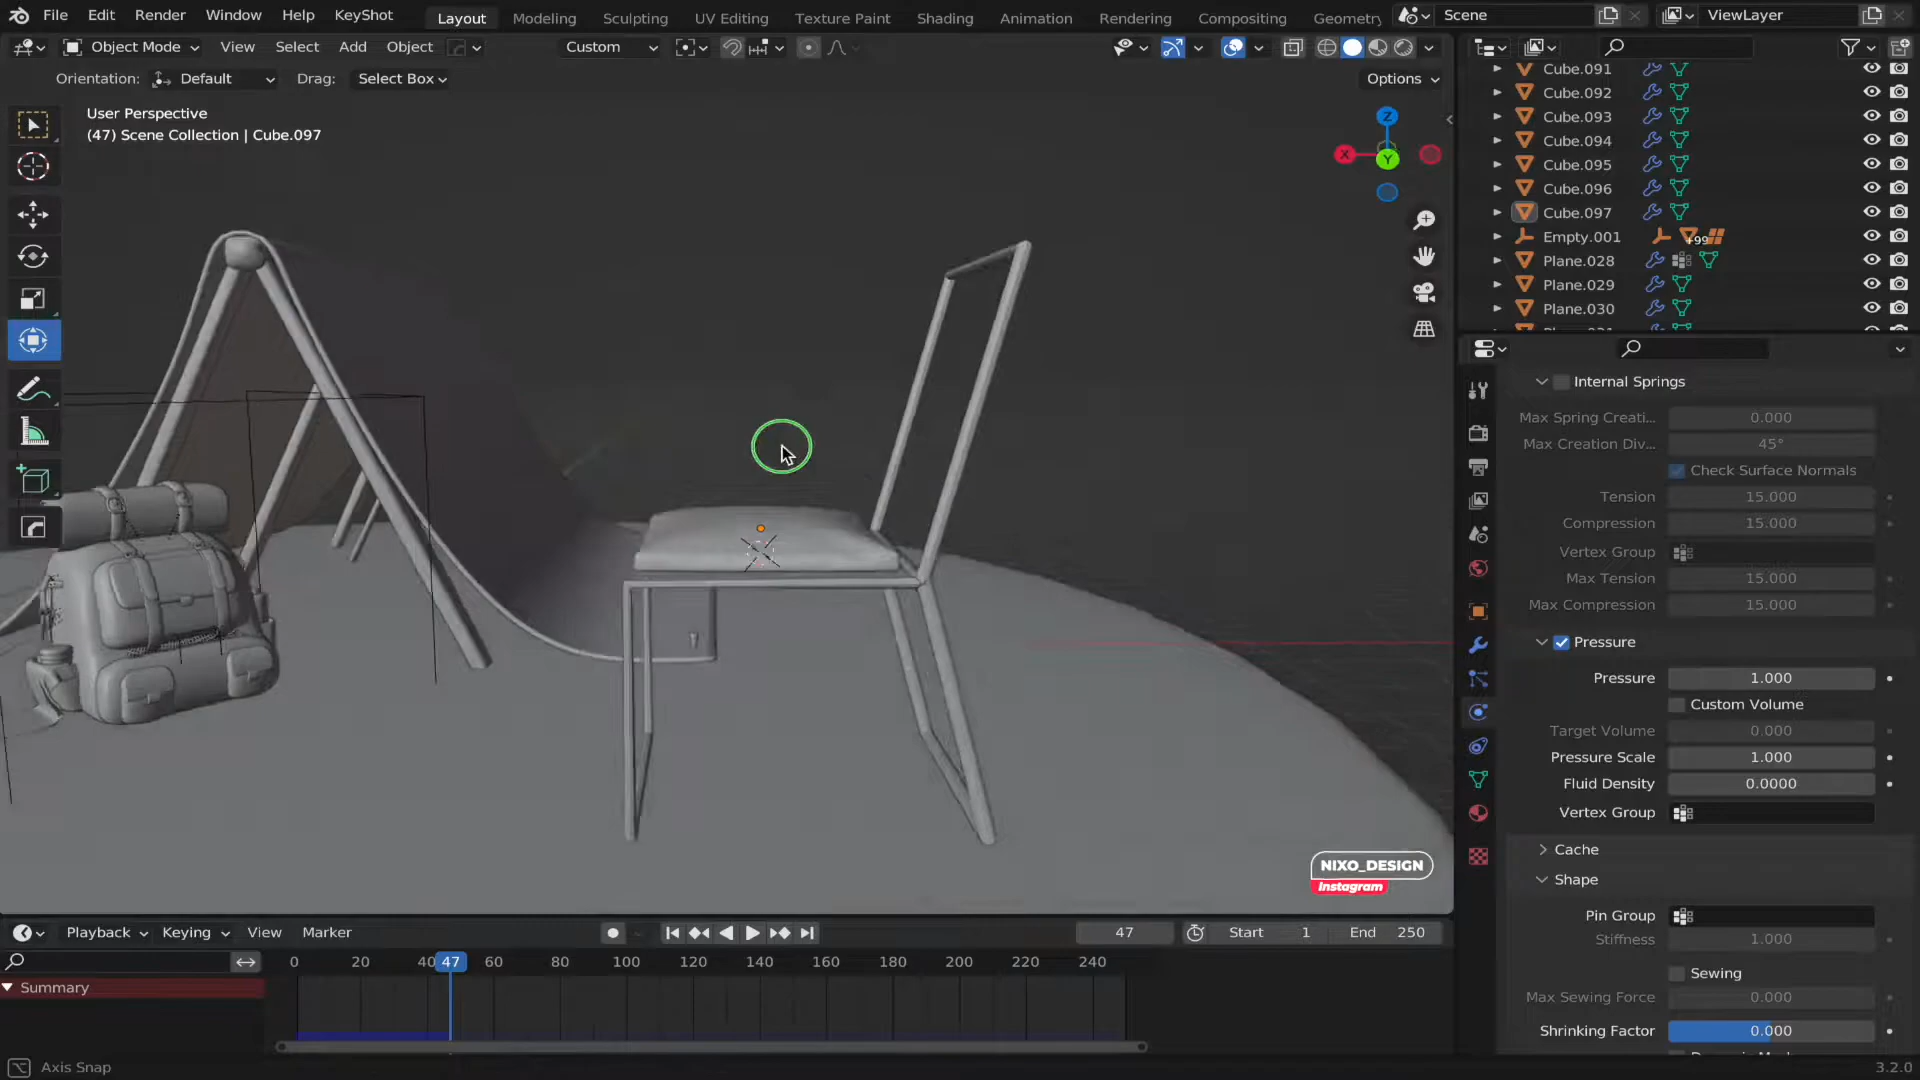 File Edit Render Window Help KeyShot Layout Modeling Sculpting UV Editing Texture Paint Shading Animation Rendering Compositing Geometry Scene ViewLayer
Object Mode View Select Add Object Custom
Orientation: Default Drag: Select Box Options
User Perspective
(47) Scene Collection | Cube.097
Z
X
Y
Cube.091
Cube.092
Cube.093
Cube.094
Cube.095
Cube.096
Cube.097
Empty.001 +99
Plane.028
Plane.029
Plane.030
Internal Springs
Max Spring Creati... 0.000
Max Creation Div... 45°
Check Surface Normals
Tension 15.000
Compression 15.000
Vertex Group
Max Tension 15.000
Max Compression 15.000
Pressure
Pressure 1.000
Custom Volume
Target Volume 0.000
Pressure Scale 1.000
Fluid Density 0.0000
Vertex Group
Cache
Shape
Pin Group
Stiffness 1.000
Sewing
Max Sewing Force 0.000
Shrinking Factor 0.000
NIXO_DESIGN
Instagram
Playback Keying View Marker 47 Start 1 End 250
0 20 40 47 60 80 100 120 140 160 180 200 220 240
Summary
Axis Snap 3.2.0